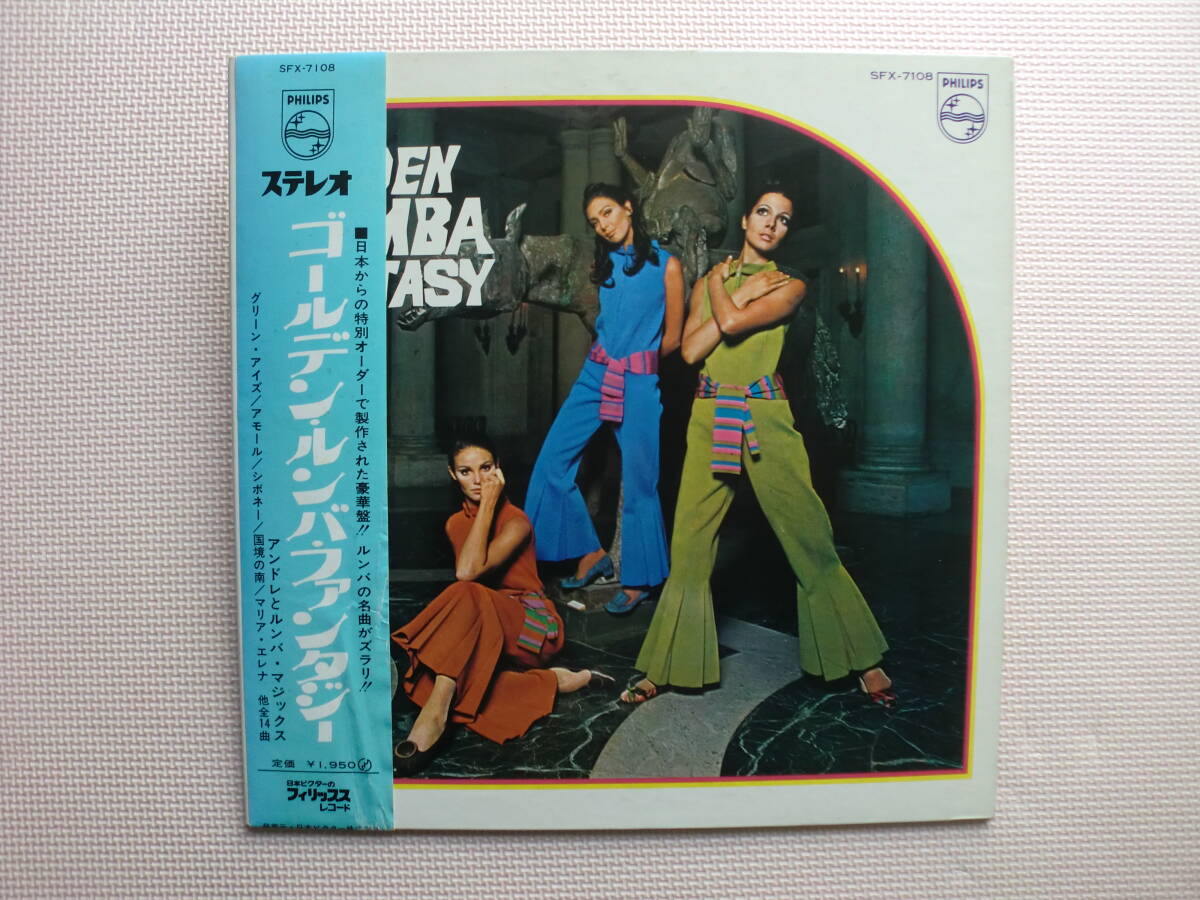 SFX-7108
PHILIPS
ステレオ
ゴールデン・ルンバ・ファンタジー
■日本からの特別オーダーで製作された豪華盤!! ルンバの名曲がズラリ!!
アンドレとルンバ・マジックス
グリーン・アイズ/アモール/シボネー/国境の南/マリア・エレナ 他全14曲
定価 ¥1,950
日本ビクターの
フィリップス
レコード
SFX-7108
PHILIPS
DEN
MBA
TASY